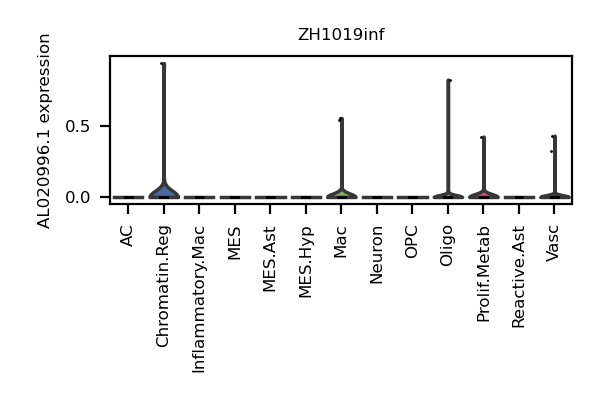 ZH1019inf
AL020996.1 expression
0.5
0.0
AC
Chromatin.Reg
Inflammatory.Mac
MES
MES.Ast
MES.Hyp
Mac
Neuron
OPC
Oligo
Prolif.Metab
Reactive.Ast
Vasc